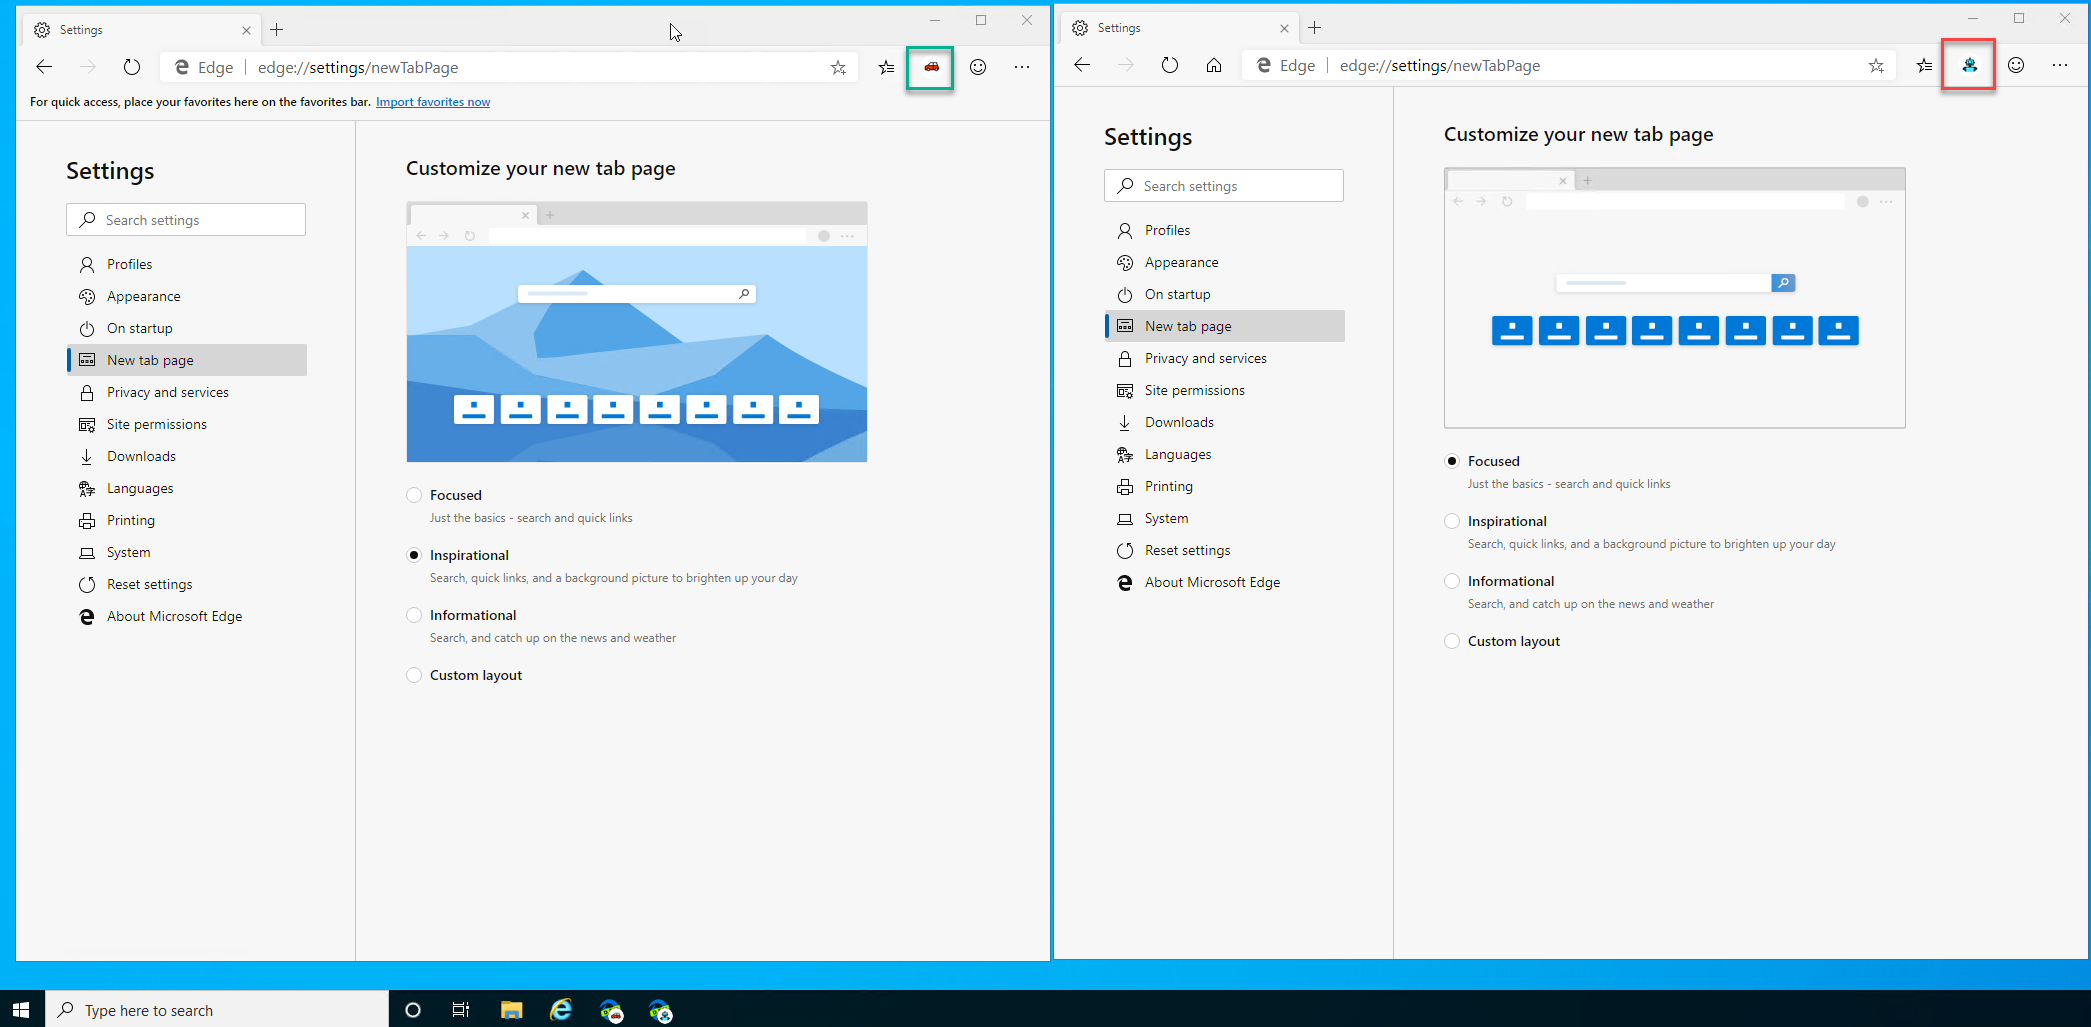 Settings
Edge
edge://settings/newTabPage
For quick access, place your favorites here on the favorites bar. Import favorites now
Settings
Search settings
Profiles
Appearance
On startup
New tab page
Privacy and services
Site permissions
Downloads
Languages
Printing
System
Reset settings
About Microsoft Edge
Customize your new tab page
Focused
Just the basics - search and quick links
Inspirational
Search, quick links, and a background picture to brighten up your day
Informational
Search, and catch up on the news and weather
Custom layout
Settings
Edge
edge://settings/newTabPage
Settings
Search settings
Profiles
Appearance
On startup
New tab page
Privacy and services
Site permissions
Downloads
Languages
Printing
System
Reset settings
About Microsoft Edge
Customize your new tab page
Focused
Just the basics - search and quick links
Inspirational
Search, quick links, and a background picture to brighten up your day
Informational
Search, and catch up on the news and weather
Custom layout
Type here to search